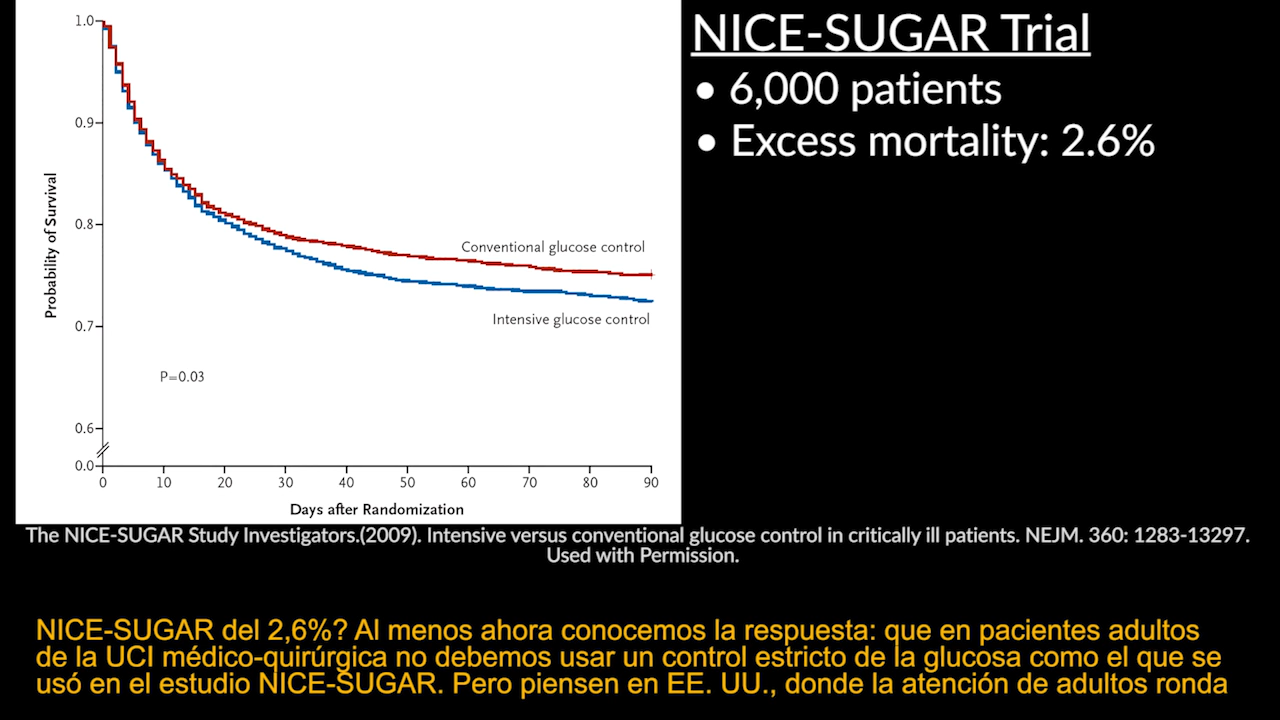 NICE-SUGAR Trial
• 6,000 patients
• Excess mortality: 2.6%
1.0
0.9
0.8
0.7
0.6
0.0
Probability of Survival
Conventional glucose control
Intensive glucose control
P=0.03
0 10 20 30 40 50 60 70 80 90
Days after Randomization
The NICE-SUGAR Study Investigators.(2009). Intensive versus conventional glucose control in critically ill patients. NEJM. 360: 1283-13297.
Used with Permission.
NICE-SUGAR del 2,6%? Al menos ahora conocemos la respuesta: que en pacientes adultos
de la UCI médico-quirúrgica no debemos usar un control estricto de la glucosa como el que se
usó en el estudio NICE-SUGAR. Pero piensen en EE. UU., donde la atención de adultos ronda